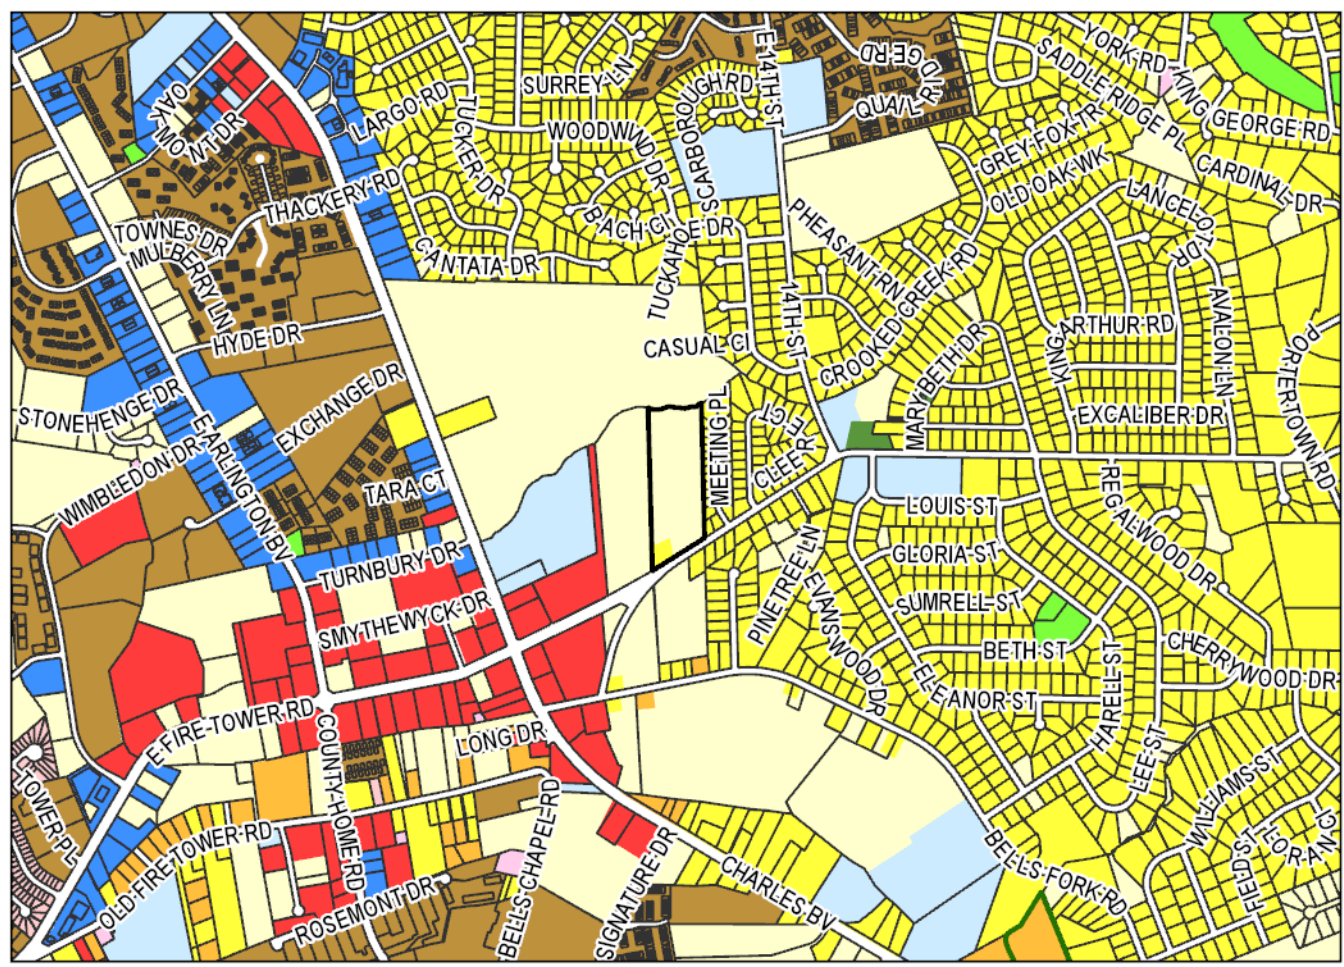 E 14TH ST
YORK RD
KING GEORGE RD
SADDLE RIDGE PL
QUAIL RIDGE RD
SURREY LN
LARGO RD
TUCKER DR
WOODWIND DR
SCARBOROUGH RD
OAKMONT DR
GREY FOX TR
OLD OAK WK
CARDINAL DR
LANCELOT DR
THACKERY RD
BACH CI
TUCKAHOE DR
PHEASANT RN
TOWNES DR
MULBERRY LN
CANTATA DR
CROOKED CREEK RD
14TH ST
KING ARTHUR RD
AVALON LN
PORTERTOWN RD
HYDE DR
CASUAL CI
MARY BETH DR
STONEHENGE DR
EXCHANGE DR
E ARLINGTON BV
MEETING PL
CLEERE CT
EXCALIBER DR
WIMBLEDON DR
TARA CT
REGALWOOD DR
LOUIS ST
TURNBURY DR
GLORIA ST
PINETREE LN
EVANSWOOD DR
SUMRELL ST
SMYTHEWYCK DR
BETH ST
CHERRYWOOD DR
ELEANOR ST
HARELL ST
E FIRE TOWER RD
COUNTY HOME RD
LONG DR
LEE ST
TOWER PL
WILLIAMS ST
OLD FIRE TOWER RD
FIELD ST
LORAN CI
BELLS CHAPEL RD
SIGNATURE DR
CHARLES BV
BELLS FORK RD
ROSEMONT DR